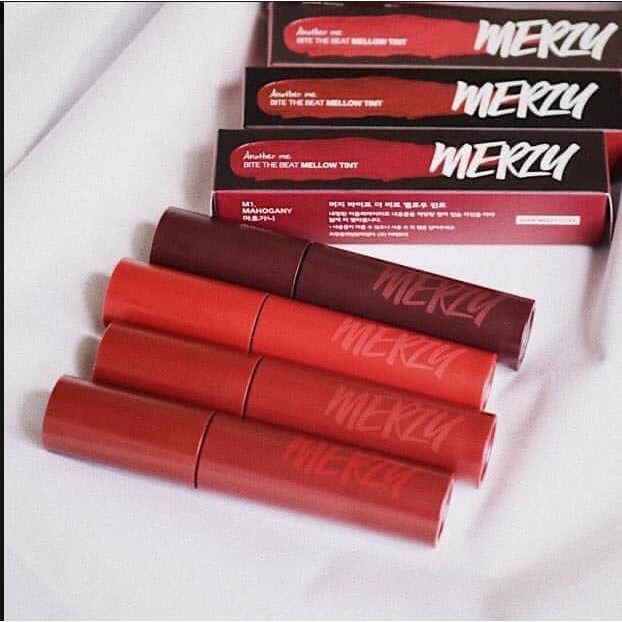 Another me.
BITE THE BEAT MELLOW TINT
MERZY
Another me.
BITE THE BEAT MELLOW TINT
MERZY
Another me.
BITE THE BEAT MELLOW TINT
MERZY
M1.
MAHOGANY
마호가니
머지 바이트 더 비트 멜로우 틴트
MERZY
MERZY
MERZY
MERZY